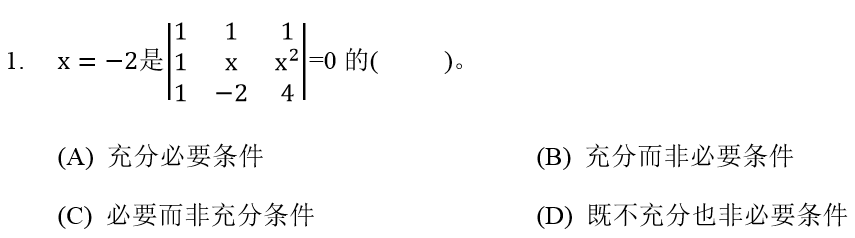 1. x = −2是|1 1 1; 1 x x²; 1 −2 4|=0 的( )。
(A) 充分必要条件 (B) 充分而非必要条件
(C) 必要而非充分条件 (D) 既不充分也非必要条件